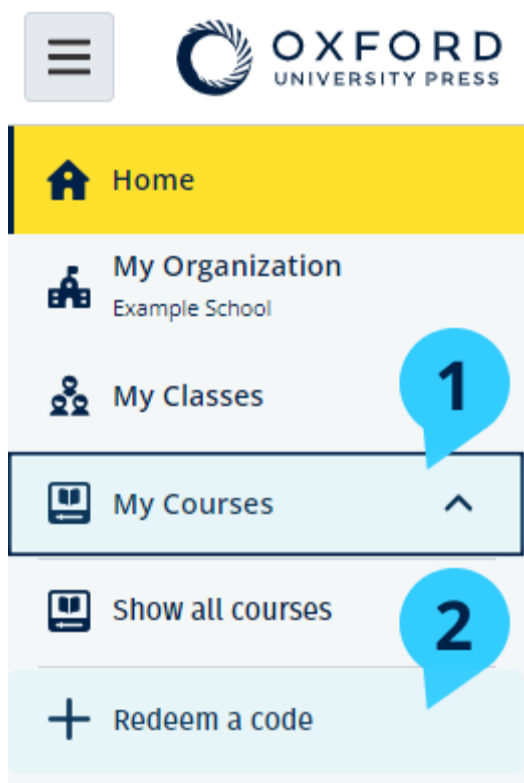 OXFORD
UNIVERSITY PRESS
Home
My Organization
Example School
My Classes
1
My Courses
Show all courses
2
Redeem a code